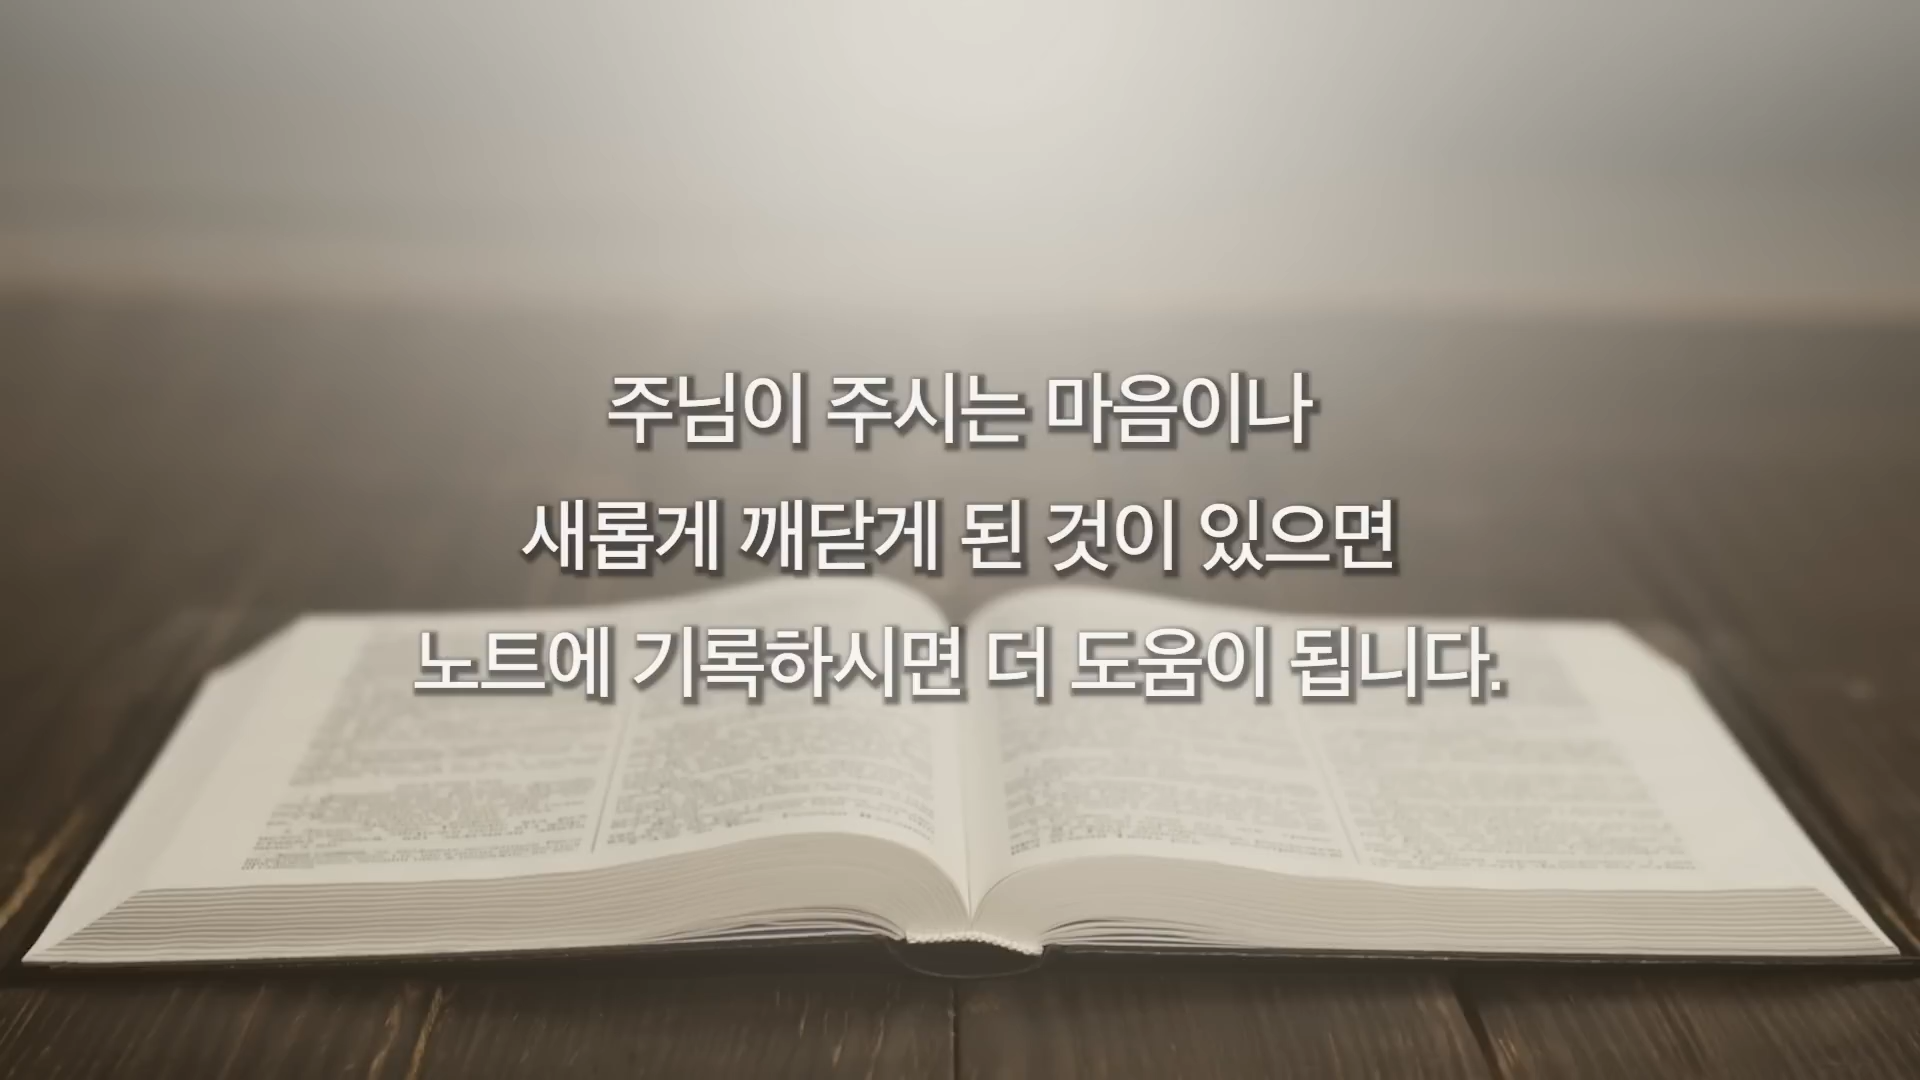 주님이 주시는 마음이나
새롭게 깨닫게 된 것이 있으면
노트에 기록하시면 더 도움이 됩니다.